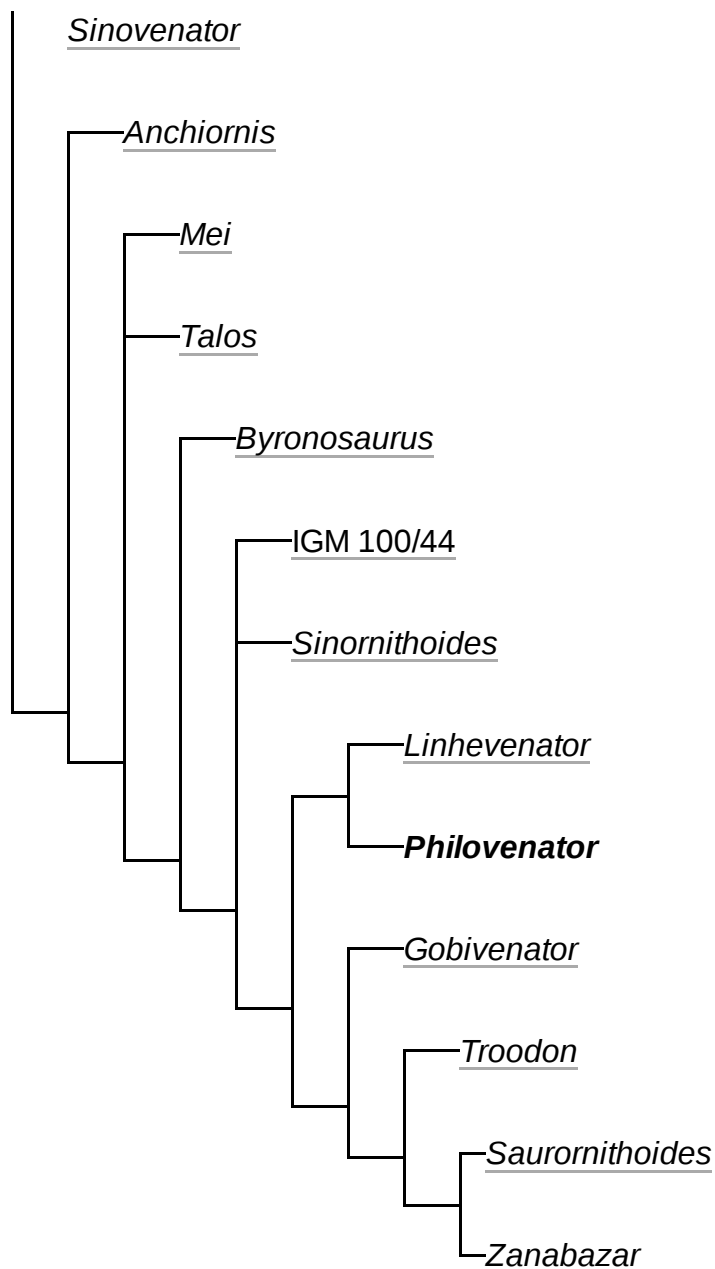 Sinovenator
Anchiornis
Mei
Talos
Byronosaurus
IGM 100/44
Sinornithoides
Linhevenator
Philovenator
Gobivenator
Troodon
Saurornithoides
Zanabazar